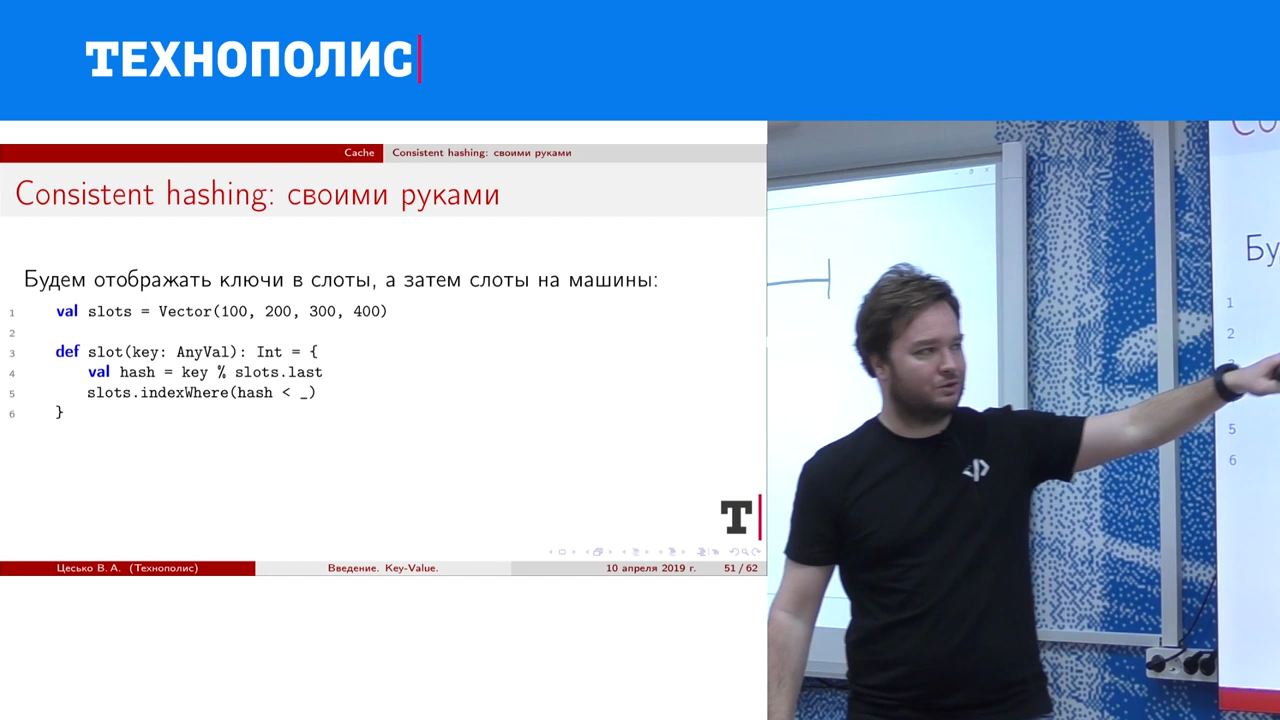 ТЕХНОПОЛИС
Cache
Consistent hashing: своими руками
Consistent hashing: своими руками
Будем отображать ключи в слоты, а затем слоты на машины:
1 val slots = Vector(100, 200, 300, 400)
2
3 def slot(key: AnyVal): Int = {
4 val hash = key % slots.last
5 slots.indexWhere(hash < _)
6 }
T
Цесько В. А. (Технополис)
Введение. Key-Value.
10 апреля 2019 г.
51 / 62
Co
Бу
1
2
3
5
6